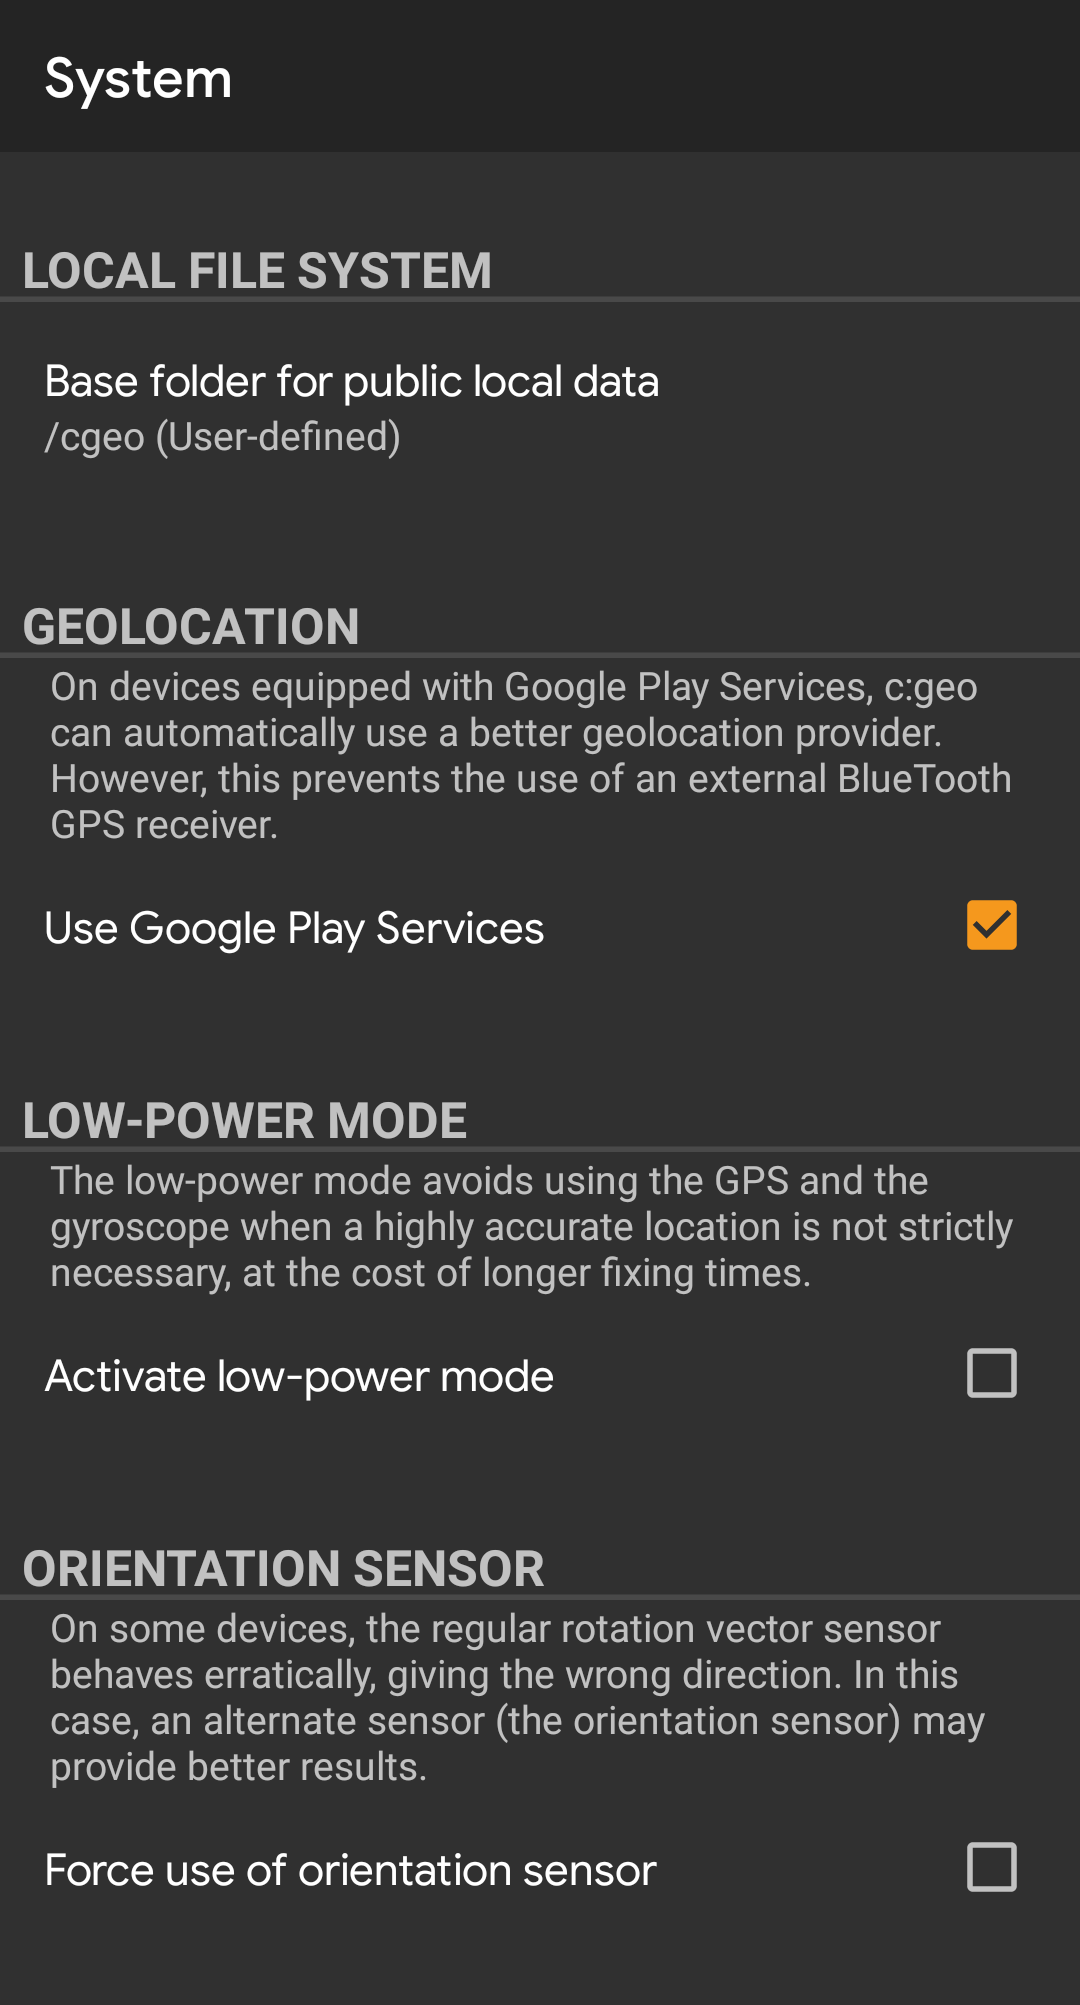 System
LOCAL FILE SYSTEM
Base folder for public local data
/cgeo (User-defined)
GEOLOCATION
On devices equipped with Google Play Services, c:geo
can automatically use a better geolocation provider.
However, this prevents the use of an external BlueTooth
GPS receiver.
Use Google Play Services
LOW-POWER MODE
The low-power mode avoids using the GPS and the
gyroscope when a highly accurate location is not strictly
necessary, at the cost of longer fixing times.
Activate low-power mode
ORIENTATION SENSOR
On some devices, the regular rotation vector sensor
behaves erratically, giving the wrong direction. In this
case, an alternate sensor (the orientation sensor) may
provide better results.
Force use of orientation sensor